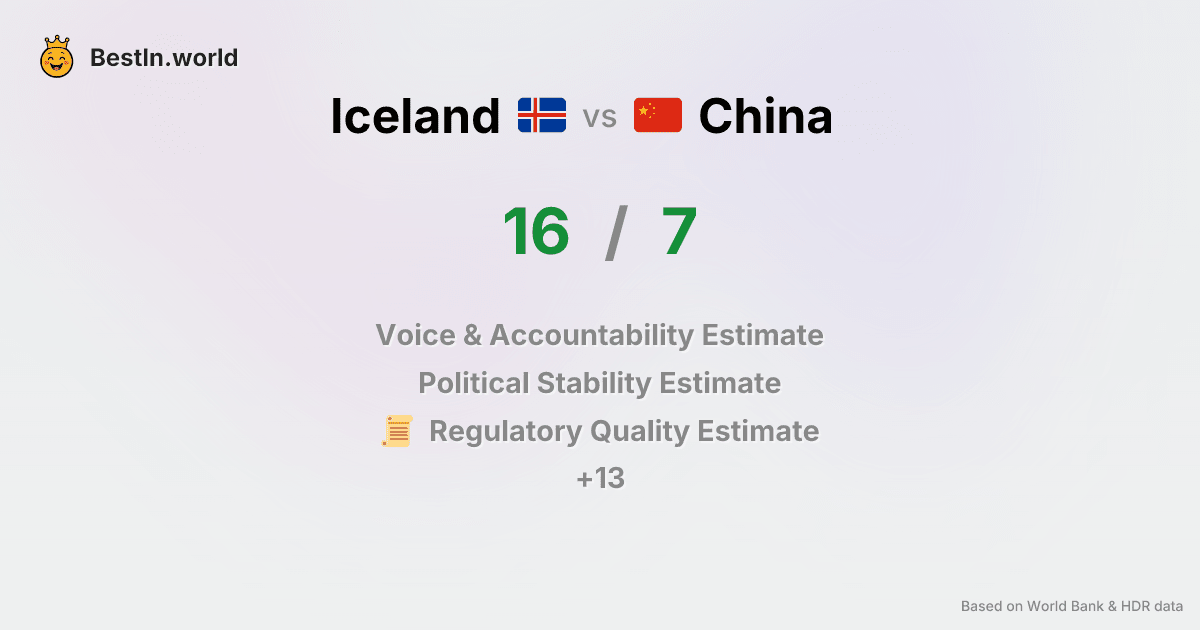 BestIn.world
Iceland vs China
16 / 7
Voice & Accountability Estimate
Political Stability Estimate
Regulatory Quality Estimate
+13
Based on World Bank & HDR data